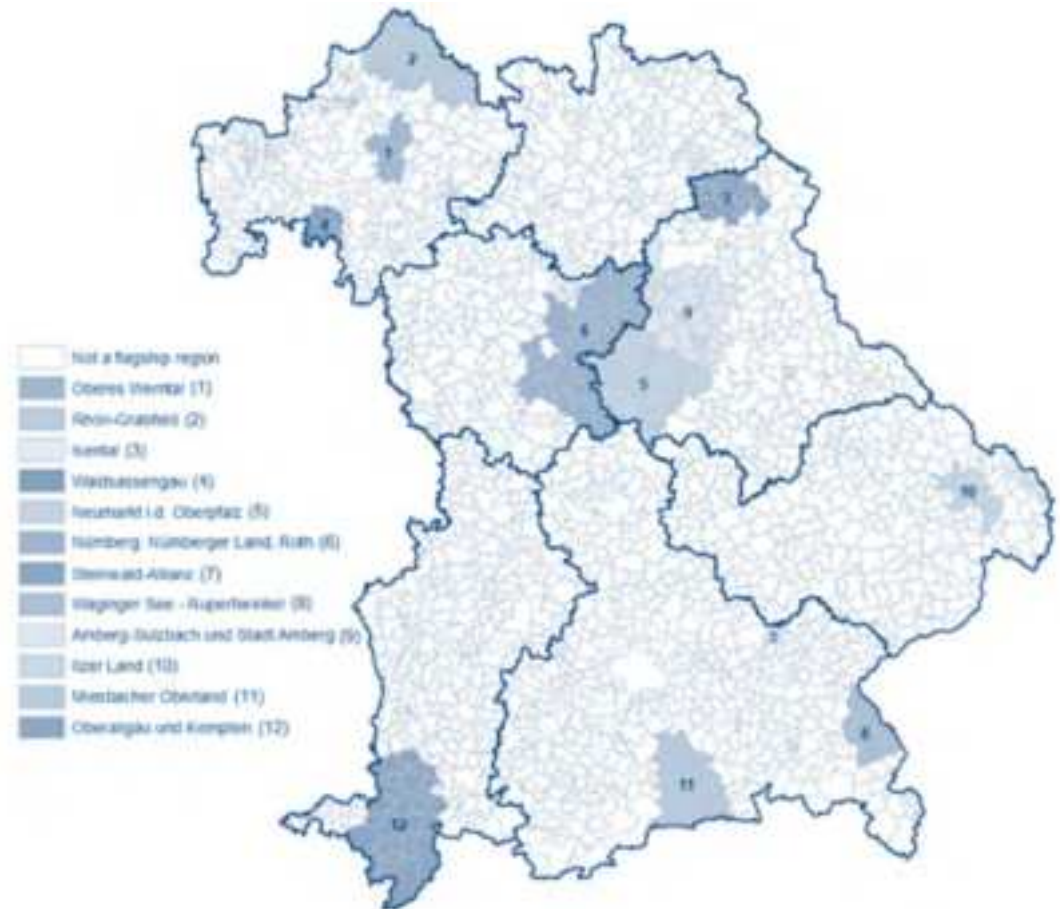 Not a flagship region
Oberes Werntal (1)
Rhön-Grabfeld (2)
Isental (3)
Waldsassengau (4)
Neumarkt i.d. Oberpfalz (5)
Nürnberg, Nürnberger Land, Roth (6)
Steinwald-Allianz (7)
Waginger See - Rupertiwinkel (8)
Amberg-Sulzbach und Stadt Amberg (9)
Ilzer Land (10)
Miesbacher Oberland (11)
Oberallgäu und Kempten (12)
2
1
7
4
6
9
5
10
3
8
11
12